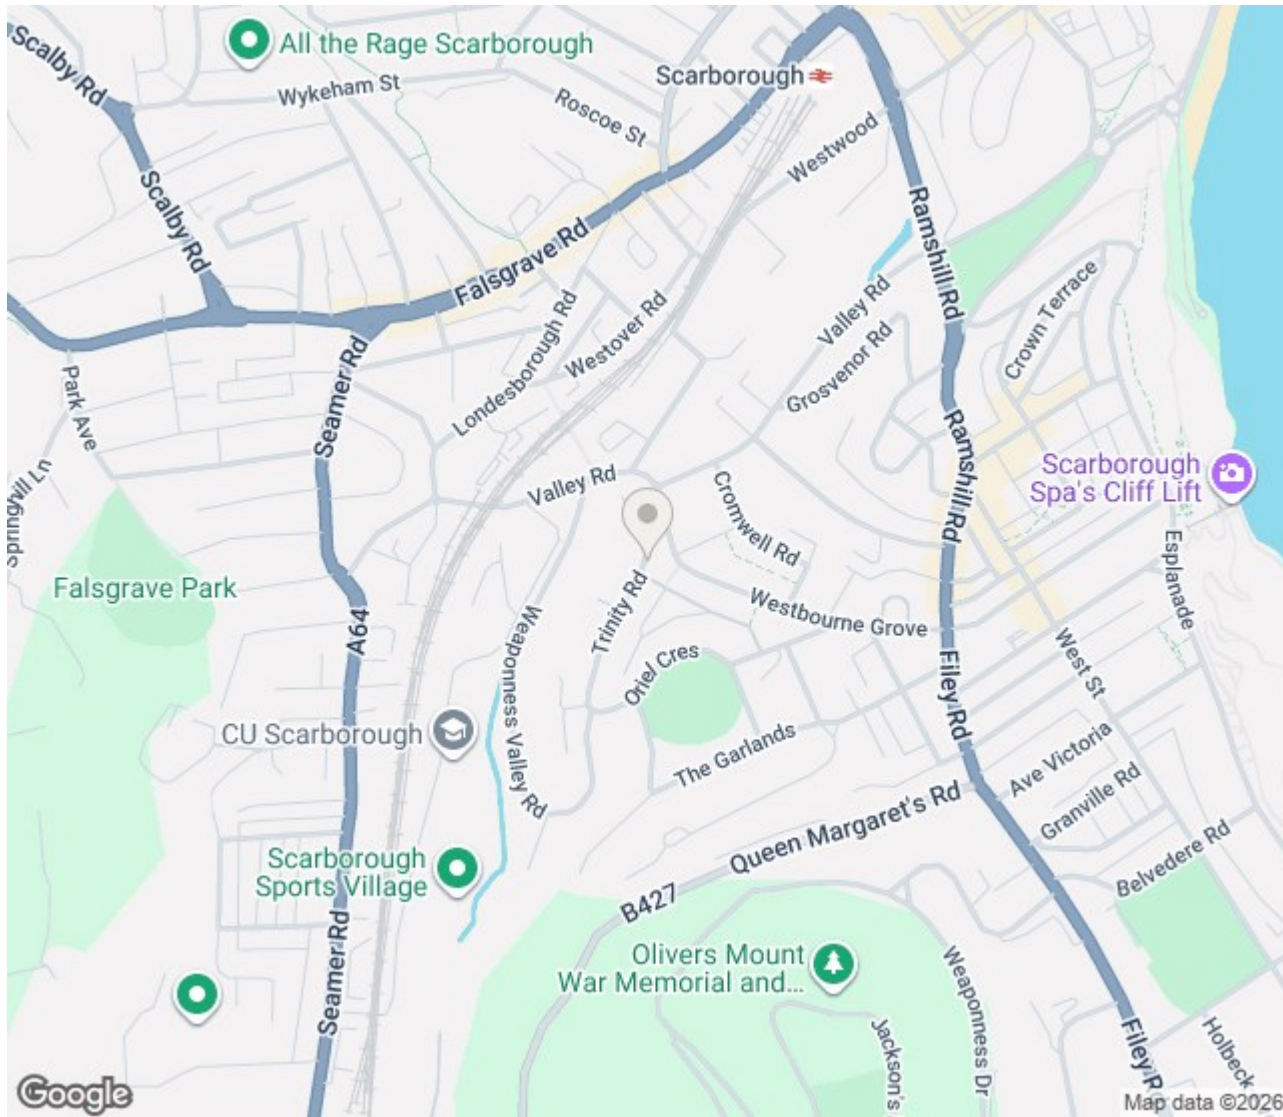 Scalby Rd
All the Rage Scarborough
Scarborough
Wykeham St
Roscoe St
Westwood
Scalby Rd
Ramshill Rd
Falsgrave Rd
Valley Rd
Crown Terrace
Londesborough Rd
Westover Rd
Grosvenor Rd
Seamer Rd
Park Ave
Ramshill Rd
Springhill Ln
Valley Rd
Cromwell Rd
Scarborough
Spa's Cliff Lift
Esplanade
Falsgrave Park
A64
Trinity Rd
Weaponness Valley Rd
Westbourne Grove
Oriel Cres
West St
Filey Rd
CU Scarborough
The Garlands
Ave Victoria
Granville Rd
Queen Margaret's Rd
Belvedere Rd
Scarborough
Sports Village
B427
Olivers Mount
War Memorial and...
Weaponness Dr
Seamer Rd
Jackson's
Filey R
Holbeck
Google
Map data ©2026